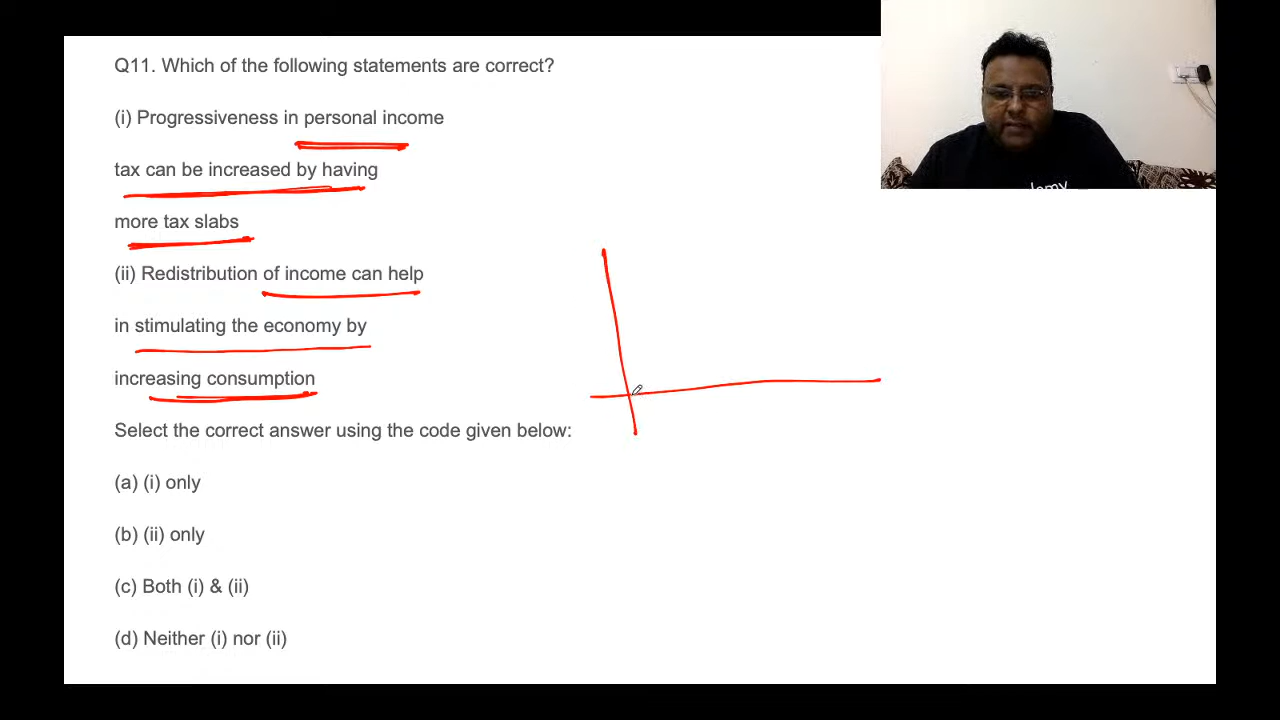 Q11. Which of the following statements are correct?
(i) Progressiveness in personal income
tax can be increased by having
more tax slabs
(ii) Redistribution of income can help
in stimulating the economy by
increasing consumption
Select the correct answer using the code given below:
(a) (i) only
(b) (ii) only
(c) Both (i) & (ii)
(d) Neither (i) nor (ii)